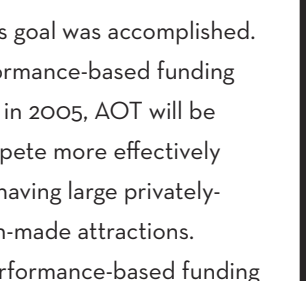 s goal was accomplished.
ormance-based funding
in 2005, AOT will be
pete more effectively
having large privately-
n-made attractions.
rformance-based funding